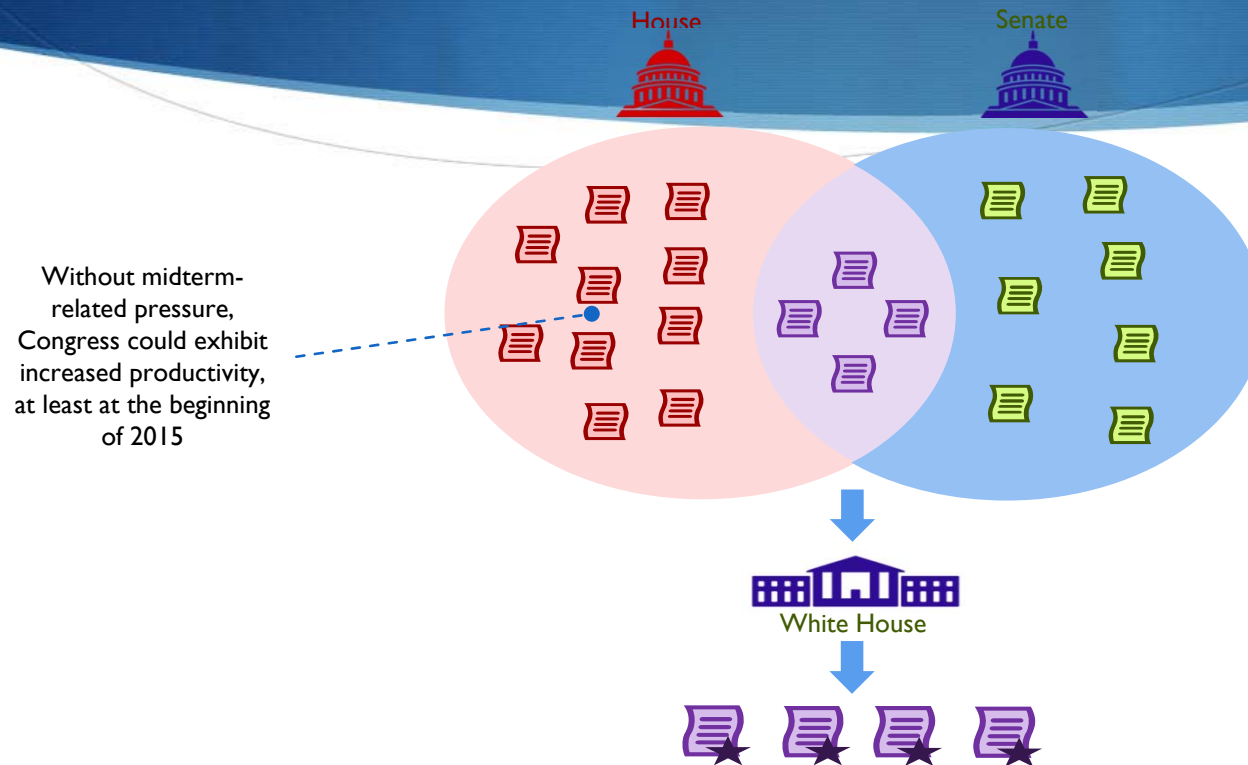 House
Senate
Without midterm-
related pressure,
Congress could exhibit
increased productivity,
at least at the beginning
of 2015
White House